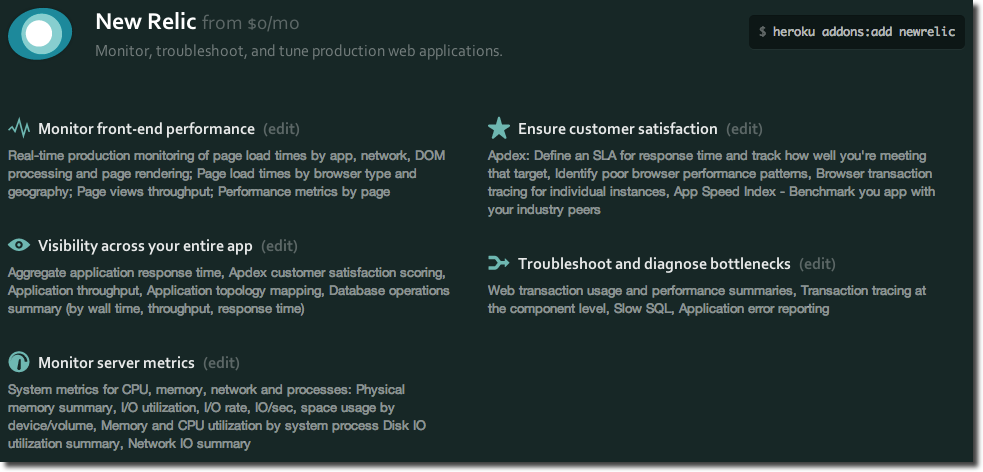 New Relic from $0/mo
Monitor, troubleshoot, and tune production web applications.
$ heroku addons:add newrelic
Monitor front-end performance (edit)
Real-time production monitoring of page load times by app, network, DOM
processing and page rendering; Page load times by browser type and
geography; Page views throughput; Performance metrics by page
Visibility across your entire app (edit)
Aggregate application response time, Apdex customer satisfaction scoring,
Application throughput, Application topology mapping, Database operations
summary (by wall time, throughput, response time)
Monitor server metrics (edit)
System metrics for CPU, memory, network and processes: Physical
memory summary, I/O utilization, I/O rate, IO/sec, space usage by
device/volume, Memory and CPU utilization by system process Disk IO
utilization summary, Network IO summary
Ensure customer satisfaction (edit)
Apdex: Define an SLA for response time and track how well you're meeting
that target, Identify poor browser performance patterns, Browser transaction
tracing for individual instances, App Speed Index - Benchmark you app with
your industry peers
Troubleshoot and diagnose bottlenecks (edit)
Web transaction usage and performance summaries, Transaction tracing at
the component level, Slow SQL, Application error reporting